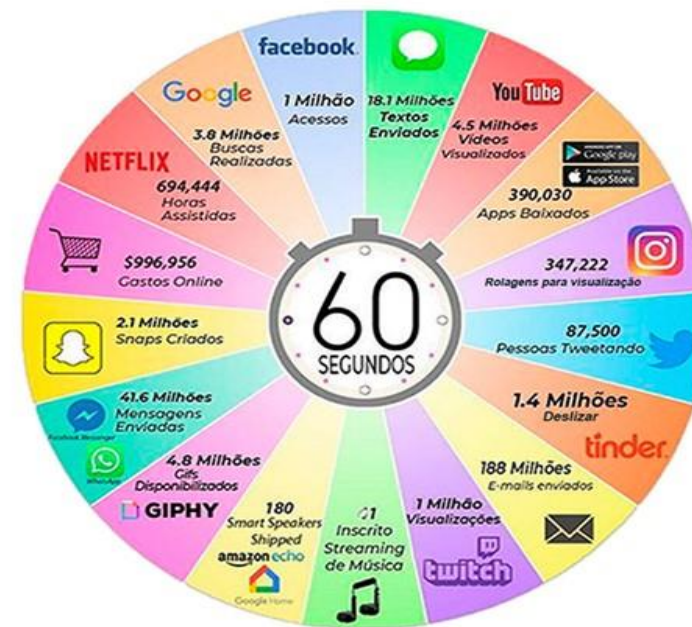 facebook
1 Milhão
Acessos
18.1 Milhões
Textos
Enviados
YouTube
4.5 Milhões
Vídeos
Visualizados
Google play
Available on the
App Store
390,030
Apps Baixados
347,222
Rolagens para visualização
87,500
Pessoas Tweetando
1.4 Milhões
Deslizar
tinder
188 Milhões
E-mails enviados
1 Milhão
Visualizações
twitch
1
Inscrito
Streaming
de Música
180
Smart Speakers
Shipped
amazon echo
Google Home
4.8 Milhões
Gifs
Disponibilizados
GIPHY
41.6 Milhões
Mensagens
Enviadas
Facebook Messenger
WhatsApp
2.1 Milhões
Snaps Criados
$996,956
Gastos Online
NETFLIX
694,444
Horas
Assistidas
Google
3.8 Milhões
Buscas
Realizadas
60
SEGUNDOS